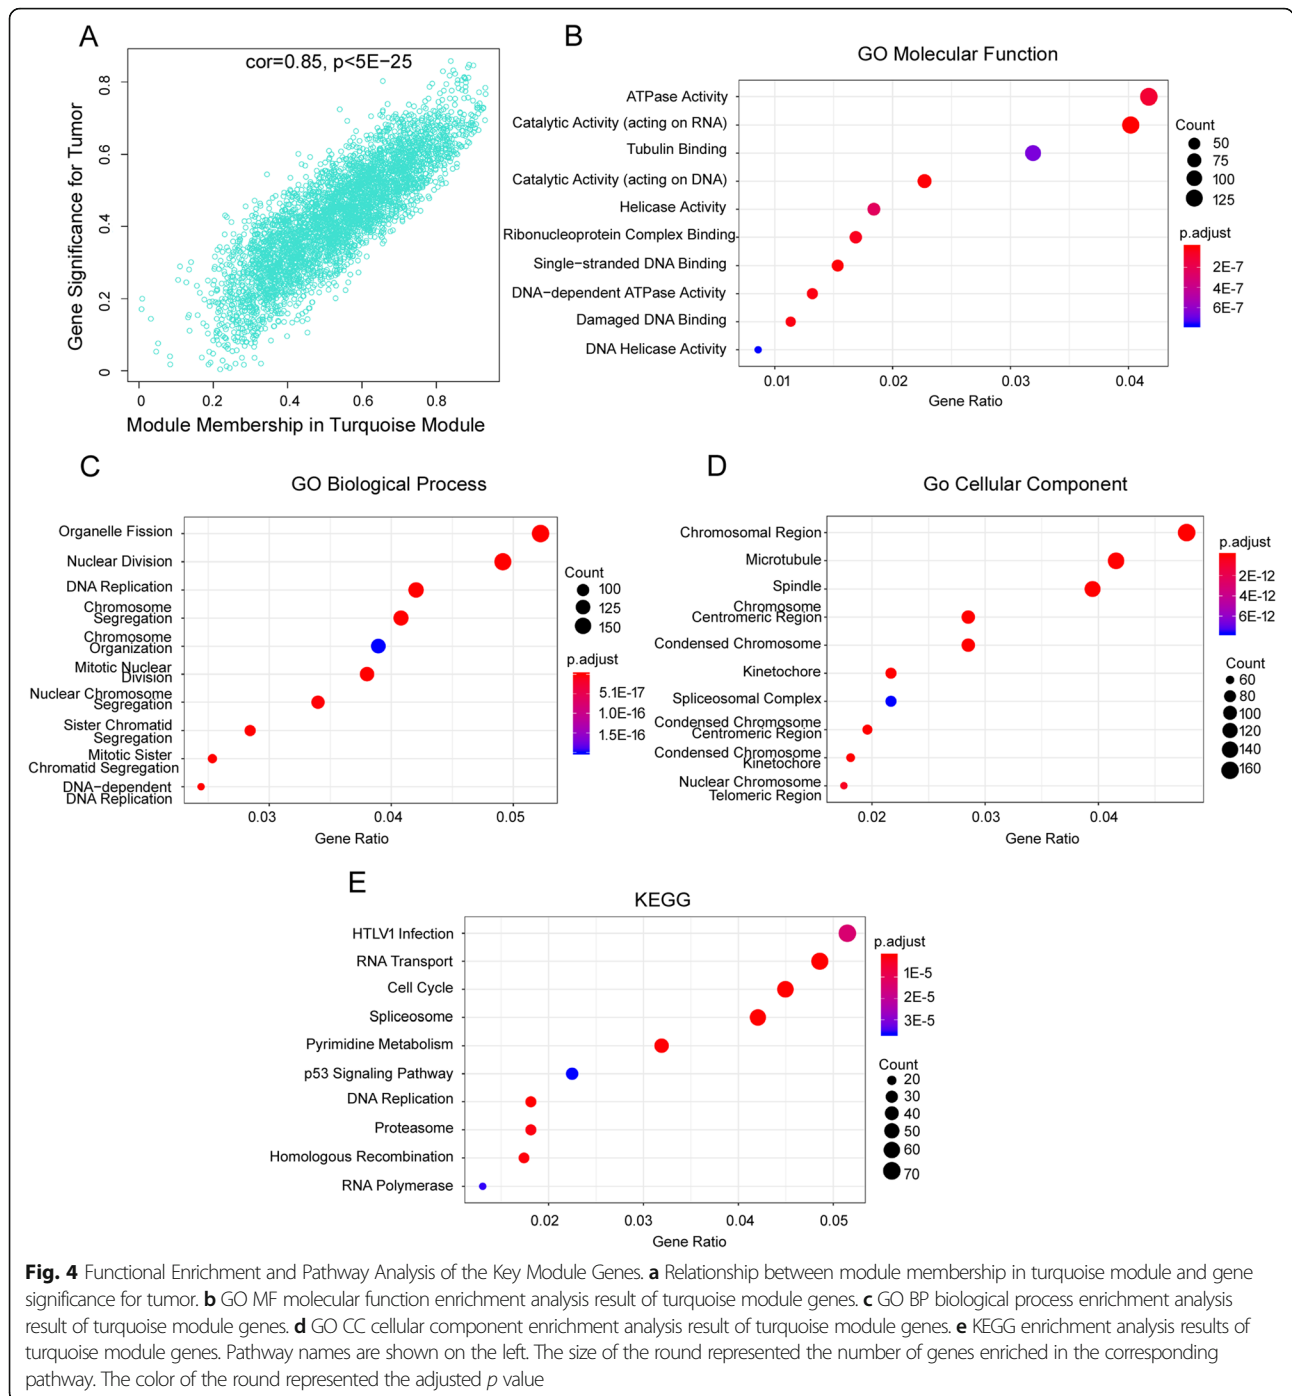 A
cor=0.85, p<5E−25
Gene Significance for Tumor
0.8
0.6
0.4
0.2
0
0 0.2 0.4 0.6 0.8
Module Membership in Turquoise Module
B
GO Molecular Function
ATPase Activity
Catalytic Activity (acting on RNA)
Tubulin Binding
Catalytic Activity (acting on DNA)
Helicase Activity
Ribonucleoprotein Complex Binding
Single−stranded DNA Binding
DNA−dependent ATPase Activity
Damaged DNA Binding
DNA Helicase Activity
0.01 0.02 0.03 0.04
Gene Ratio
Count
50
75
100
125
p.adjust
2E-7
4E-7
6E-7
C
GO Biological Process
Organelle Fission
Nuclear Division
DNA Replication
Chromosome
Segregation
Chromosome
Organization
Mitotic Nuclear
Division
Nuclear Chromosome
Segregation
Sister Chromatid
Segregation
Mitotic Sister
Chromatid Segregation
DNA−dependent
DNA Replication
0.03 0.04 0.05
Gene Ratio
Count
100
125
150
p.adjust
5.1E-17
1.0E-16
1.5E-16
D
Go Cellular Component
Chromosomal Region
Microtubule
Spindle
Chromosome
Centromeric Region
Condensed Chromosome
Kinetochore
Spliceosomal Complex
Condensed Chromosome
Centromeric Region
Condensed Chromosome
Kinetochore
Nuclear Chromosome
Telomeric Region
0.02 0.03 0.04
Gene Ratio
p.adjust
2E-12
4E-12
6E-12
Count
60
80
100
120
140
160
E
KEGG
HTLV1 Infection
RNA Transport
Cell Cycle
Spliceosome
Pyrimidine Metabolism
p53 Signaling Pathway
DNA Replication
Proteasome
Homologous Recombination
RNA Polymerase
0.02 0.03 0.04 0.05
Gene Ratio
p.adjust
1E-5
2E-5
3E-5
Count
20
30
40
50
60
70
Fig. 4 Functional Enrichment and Pathway Analysis of the Key Module Genes. a Relationship between module membership in turquoise module and gene
significance for tumor. b GO MF molecular function enrichment analysis result of turquoise module genes. c GO BP biological process enrichment analysis
result of turquoise module genes. d GO CC cellular component enrichment analysis result of turquoise module genes. e KEGG enrichment analysis results of
turquoise module genes. Pathway names are shown on the left. The size of the round represented the number of genes enriched in the corresponding
pathway. The color of the round represented the adjusted p value